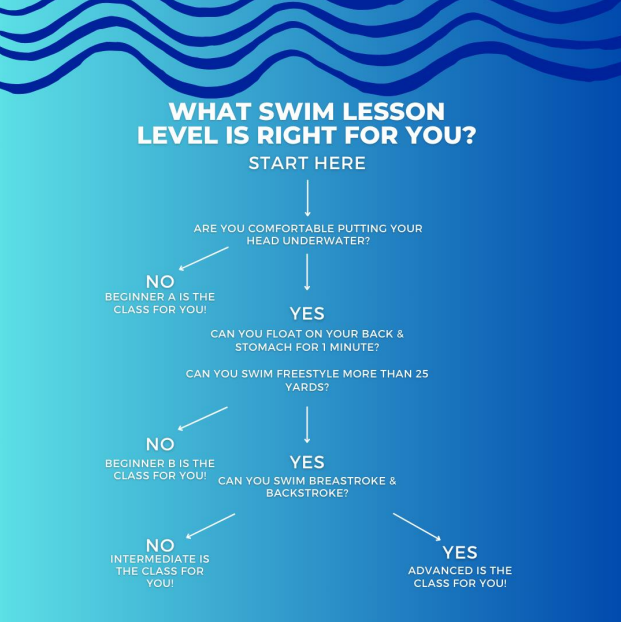 WHAT SWIM LESSON
LEVEL IS RIGHT FOR YOU?
START HERE
ARE YOU COMFORTABLE PUTTING YOUR
HEAD UNDERWATER?
NO
BEGINNER A IS THE
CLASS FOR YOU!
YES
CAN YOU FLOAT ON YOUR BACK &
STOMACH FOR 1 MINUTE?
CAN YOU SWIM FREESTYLE MORE THAN 25
YARDS?
NO
BEGINNER B IS THE
CLASS FOR YOU!
YES
CAN YOU SWIM BREASTROKE &
BACKSTROKE?
NO
INTERMEDIATE IS
THE CLASS FOR
YOU!
YES
ADVANCED IS THE
CLASS FOR YOU!